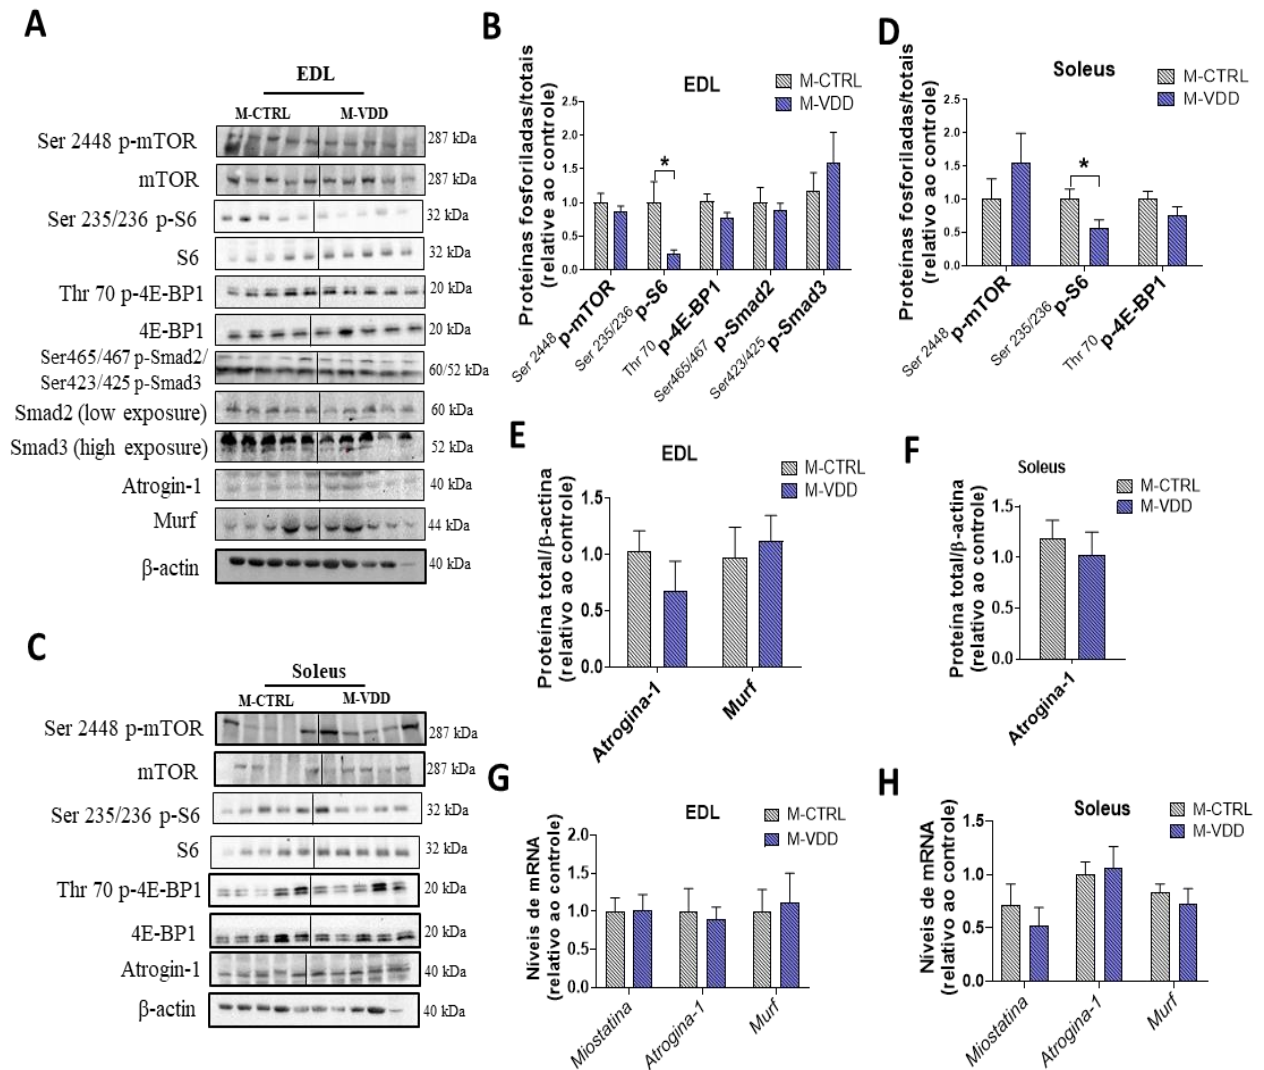 A
EDL
M-CTRL M-VDD
Ser 2448 p-mTOR 287 kDa
mTOR 287 kDa
Ser 235/236 p-S6 32 kDa
S6 32 kDa
Thr 70 p-4E-BP1 20 kDa
4E-BP1 20 kDa
Ser465/467 p-Smad2/
Ser423/425 p-Smad3 60/52 kDa
Smad2 (low exposure) 60 kDa
Smad3 (high exposure) 52 kDa
Atrogin-1 40 kDa
Murf 44 kDa
β-actin 40 kDa
B
EDL
M-CTRL
M-VDD
Proteínas fosforiladas/totais
(relative ao controle)
2.5
2.0
1.5
1.0
0.5
0.0
*
Ser 2448 p-mTOR
Ser 235/236 p-S6
Thr 70 p-4E-BP1
Ser465/467 p-Smad2
Ser423/425 p-Smad3
D
Soleus
M-CTRL
M-VDD
Proteínas fosforiladas/totais
(relativo ao controle)
2.5
2.0
1.5
1.0
0.5
0.0
*
Ser 2448 p-mTOR
Ser 235/236 p-S6
Thr 70 p-4E-BP1
C
Soleus
M-CTRL M-VDD
Ser 2448 p-mTOR 287 kDa
mTOR 287 kDa
Ser 235/236 p-S6 32 kDa
S6 32 kDa
Thr 70 p-4E-BP1 20 kDa
4E-BP1 20 kDa
Atrogin-1 40 kDa
β-actin 40 kDa
E
EDL
M-CTRL
M-VDD
Proteína total/β-actina
(relativo ao controle)
1.5
1.0
0.5
0.0
Atrogina-1
Murf
F
Soleus
M-CTRL
M-VDD
Proteína total/β-actina
(relativo ao controle)
1.5
1.0
0.5
0.0
Atrogina-1
G
EDL
M-CTRL
M-VDD
Níveis de mRNA
(relativo ao controle)
2.0
1.5
1.0
0.5
0.0
Miostatina
Atrogina-1
Murf
H
Soleus
M-CTRL
M-VDD
Níveis de mRNA
(relativo ao controle)
1.5
1.0
0.5
0.0
Miostatina
Atrogina-1
Murf